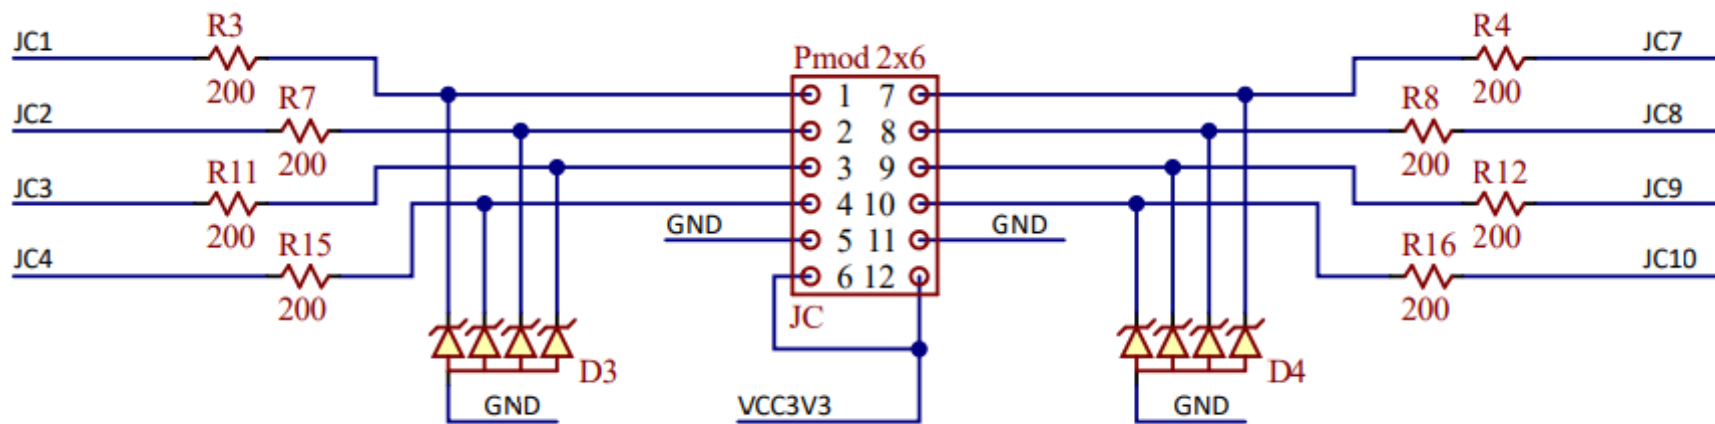 R3
R4
JC1
JC7
Pmod 2x6
200
R7
1 7
R8
200
JC2
2 8
JC8
R11
200
3 9
200
R12
JC3
4 10
JC9
200
R15
GND
5 11
GND
R16
200
JC4
6 12
JC10
200
JC
200
D3
D4
GND
VCC3V3
GND